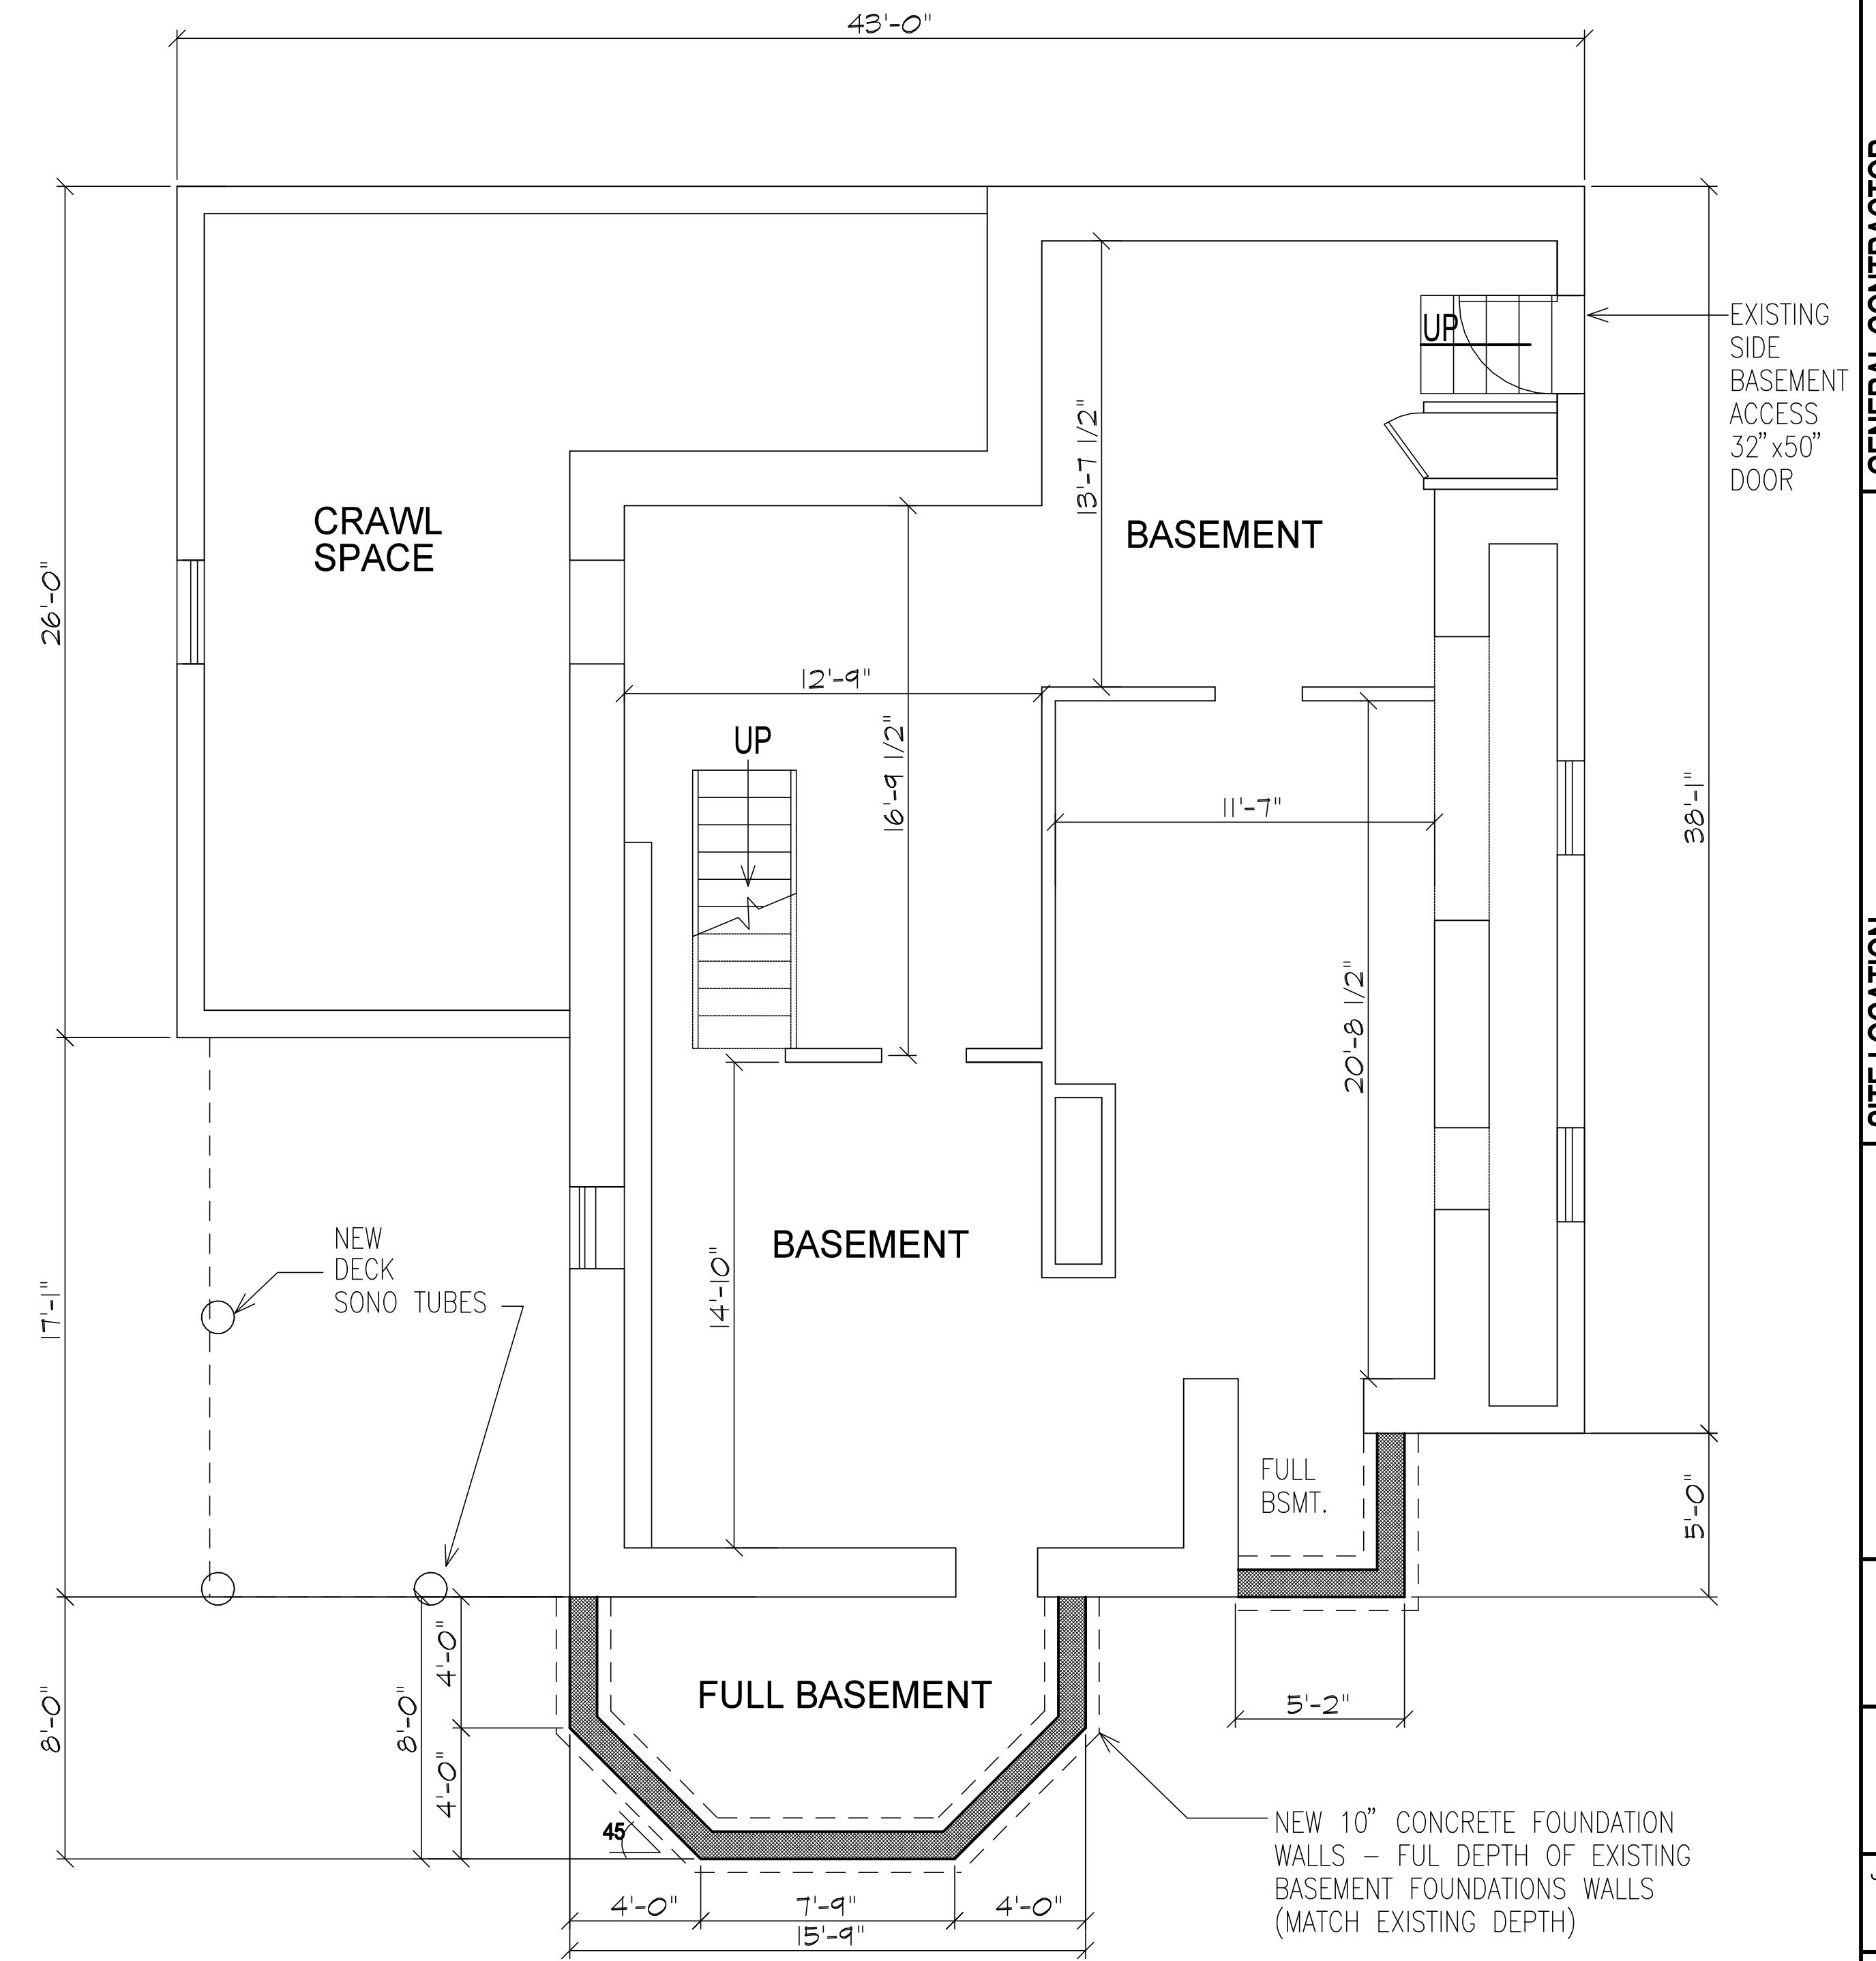 43'-0"
GENERAL CONTRACTOR
EXISTING
SIDE
BASEMENT
ACCESS
32"x50"
DOOR
UP
13'-7 1/2"
CRAWL
SPACE
BASEMENT
26'-0"
12'-9"
UP
16'-9 1/2"
11'-7"
38'-1"
20'-8 1/2"
SITE LOCATION
NEW
DECK
SONO TUBES
17'-1"
14'-10"
BASEMENT
FULL
BSMT.
5'-0"
8'-0"
8'-0"
4'-0"
4'-0"
FULL BASEMENT
5'-2"
45
NEW 10" CONCRETE FOUNDATION
WALLS - FUL DEPTH OF EXISTING
BASEMENT FOUNDATIONS WALLS
(MATCH EXISTING DEPTH)
4'-0" 7'-9" 4'-0"
15'-9"